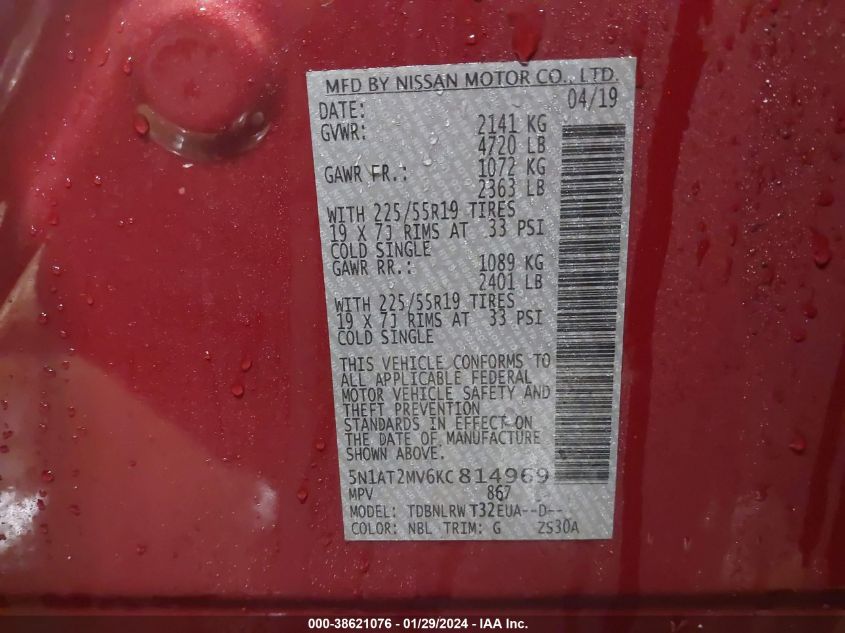 MFD BY NISSAN MOTOR CO., LTD.
DATE: 04/19
GVWR: 2141 KG
4720 LB
GAWR FR.: 1072 KG
2363 LB
WITH 225/55R19 TIRES
19 X 7J RIMS AT 33 PSI
COLD SINGLE
GAWR RR.: 1089 KG
2401 LB
WITH 225/55R19 TIRES
19 X 7J RIMS AT 33 PSI
COLD SINGLE
THIS VEHICLE CONFORMS TO
ALL APPLICABLE FEDERAL
MOTOR VEHICLE SAFETY AND
THEFT PREVENTION
STANDARDS IN EFFECT ON
THE DATE OF MANUFACTURE
SHOWN ABOVE.
5N1AT2MV6KC814969
MPV 867
MODEL: TDBNLRW T32EUA--D--
COLOR: NBL TRIM: G ZS30A
000-38621076 - 01/29/2024 - IAA Inc.